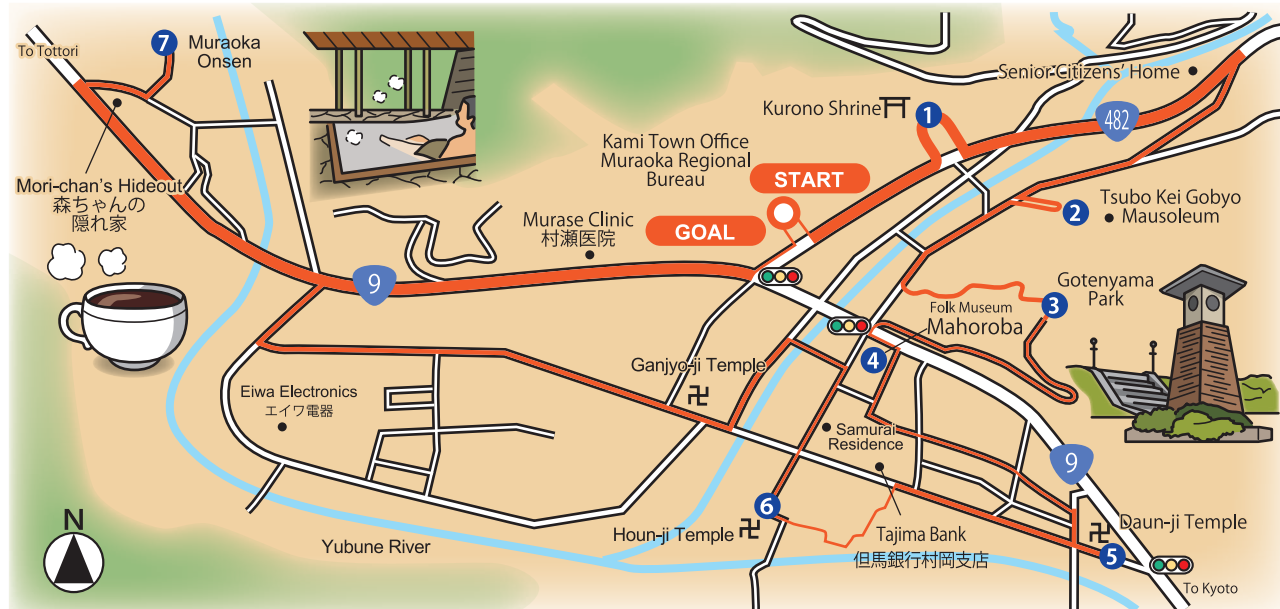 To Tottori
7
Muraoka
Onsen
Mori-chan's Hideout
森ちゃんの
隠れ家
9
Murase Clinic
村瀬医院
Kami Town Office
Muraoka Regional
Bureau
START
GOAL
Kurono Shrine
1
482
Senior Citizens' Home
2
Tsubo Kei Gobyo
Mausoleum
3
Gotenyama
Park
Folk Museum
Mahoroba
4
Ganjyo-ji Temple
Eiwa Electronics
エイワ電器
Samurai
Residence
9
6
Houn-ji Temple
Tajima Bank
但馬銀行村岡支店
Daun-ji Temple
5
To Kyoto
Yubune River
N